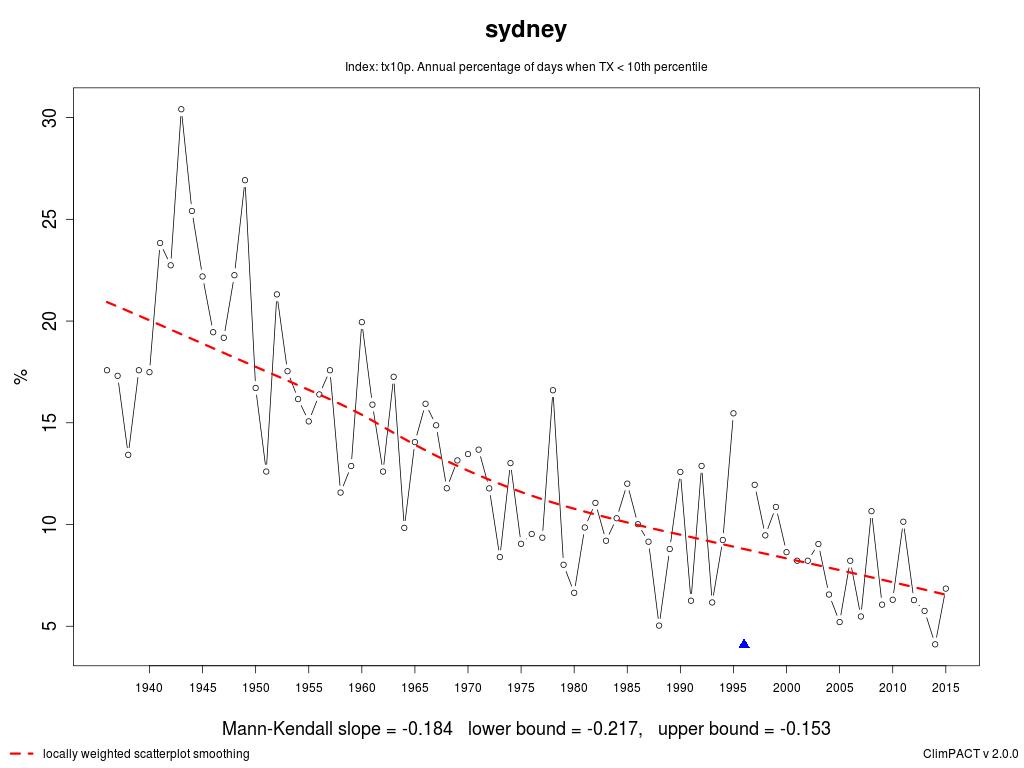 sydney
Index: tx10p. Annual percentage of days when TX < 10th percentile
30
25
20
15
10
5
%
1940 1945 1950 1955 1960 1965 1970 1975 1980 1985 1990 1995 2000 2005 2010 2015
Mann-Kendall slope = -0.184 lower bound = -0.217, upper bound = -0.153
locally weighted scatterplot smoothing
ClimPACT v 2.0.0